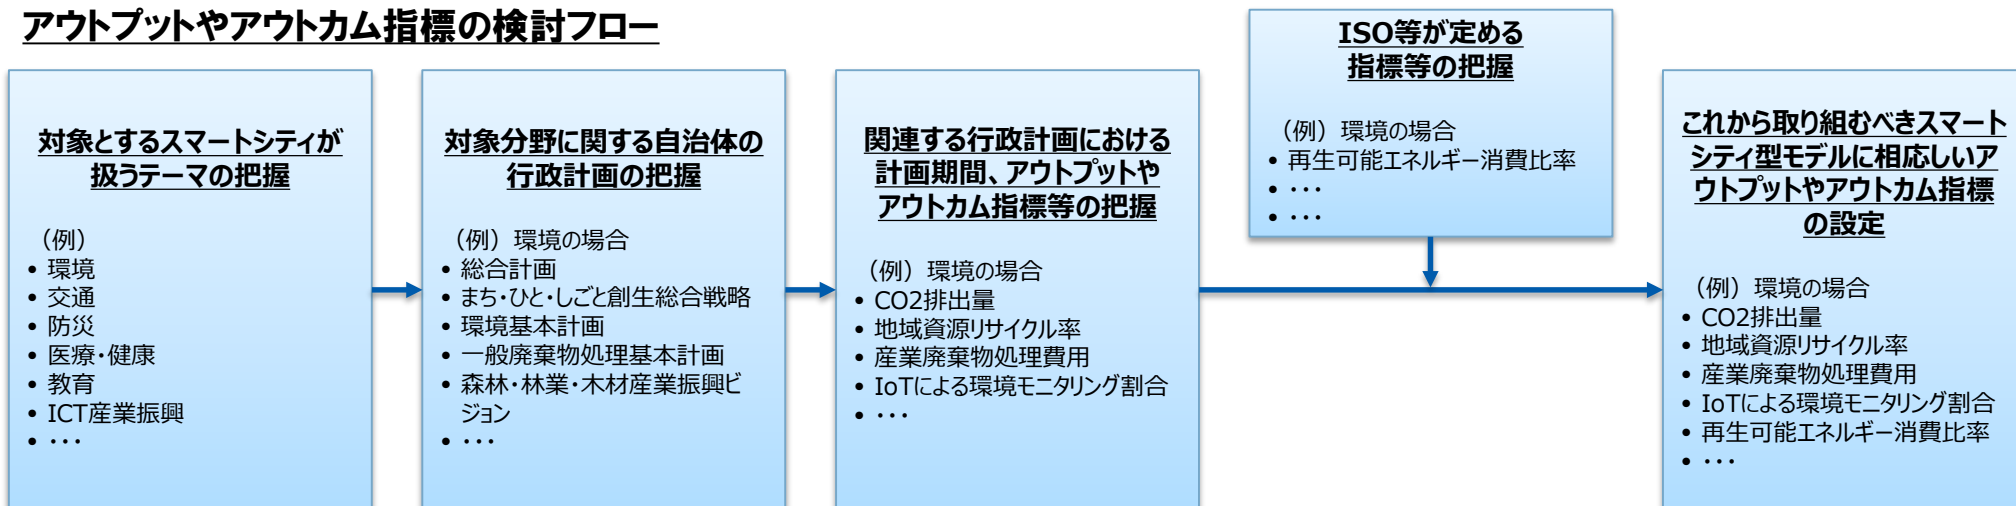 アウトプットやアウトカム指標の検討フロー
対象とするスマートシティが
扱うテーマの把握
（例）
• 環境
• 交通
• 防災
• 医療・健康
• 教育
• ICT産業振興
• ・・・
対象分野に関する自治体の
行政計画の把握
（例）環境の場合
• 総合計画
• まち・ひと・しごと創生総合戦略
• 環境基本計画
• 一般廃棄物処理基本計画
• 森林・林業・木材産業振興ビ
ジョン
• ・・・
関連する行政計画における
計画期間、アウトプットや
アウトカム指標等の把握
（例）環境の場合
• CO2排出量
• 地域資源リサイクル率
• 産業廃棄物処理費用
• IoTによる環境モニタリング割合
• ・・・
ISO等が定める
指標等の把握
（例）環境の場合
• 再生可能エネルギー消費比率
• ・・・
• ・・・
これから取り組むべきスマート
シティ型モデルに相応しいア
ウトプットやアウトカム指標
の設定
（例）環境の場合
• CO2排出量
• 地域資源リサイクル率
• 産業廃棄物処理費用
• IoTによる環境モニタリング割合
• 再生可能エネルギー消費比率
• ・・・